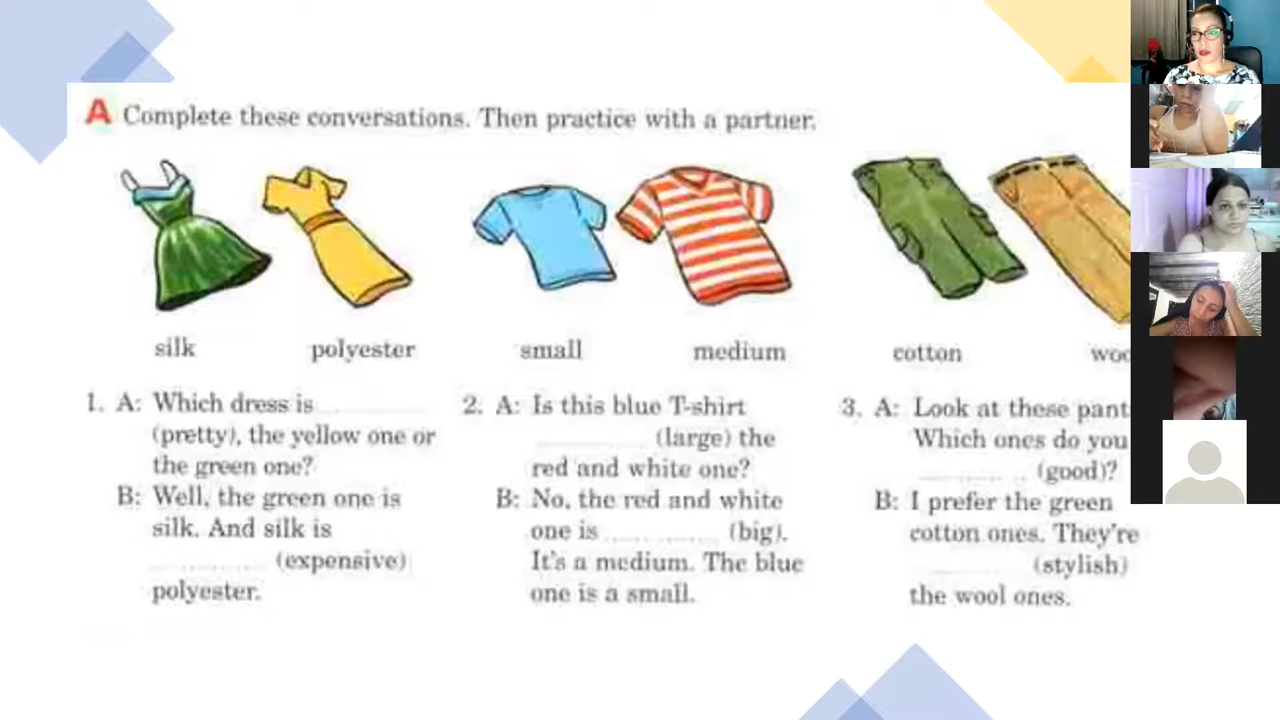 A Complete these conversations. Then practice with a partner.
silk
polyester
small
medium
cotton
1. A: Which dress is
(pretty), the yellow one or
the green one?
B: Well, the green one is
silk. And silk is
(expensive)
polyester.
2. A: Is this blue T-shirt
(large) the
red and white one?
B: No, the red and white
one is (big).
It's a medium. The blue
one is a small.
3. A: Look at these
Which ones do you
(good)?
B: I prefer the green
cotton ones. They're
(stylish)
the wool ones.